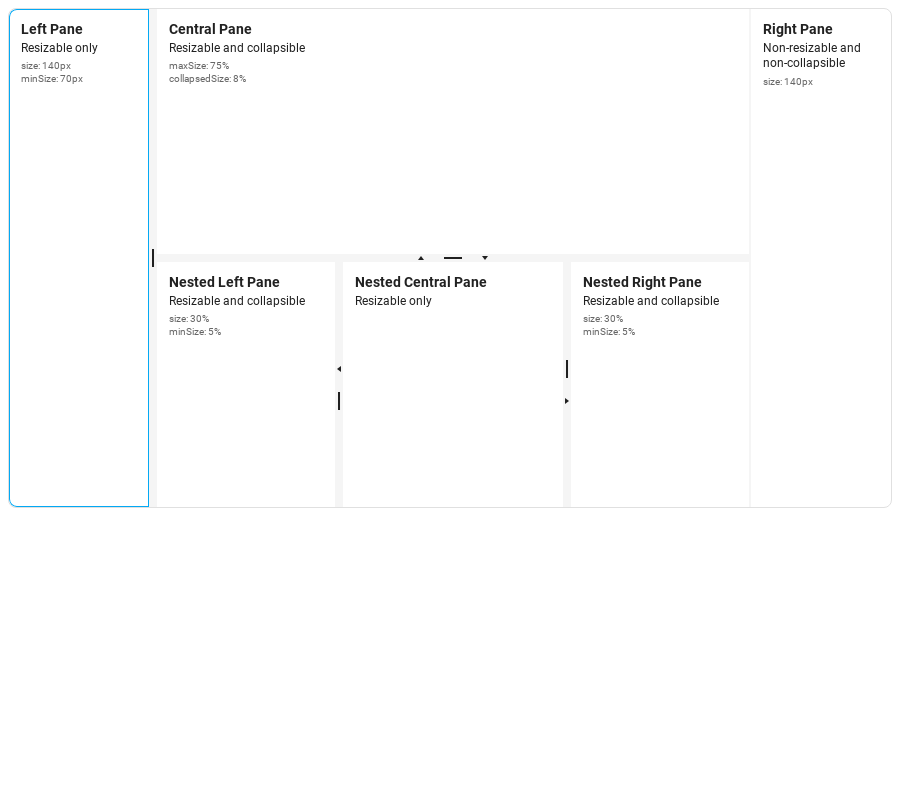 Left Pane
Resizable only
size: 140px
minSize: 70px
Central Pane
Resizable and collapsible
maxSize: 75%
collapsedSize: 8%
Right Pane
Non-resizable and
non-collapsible
size: 140px
Nested Left Pane
Resizable and collapsible
size: 30%
minSize: 5%
Nested Central Pane
Resizable only
Nested Right Pane
Resizable and collapsible
size: 30%
minSize: 5%